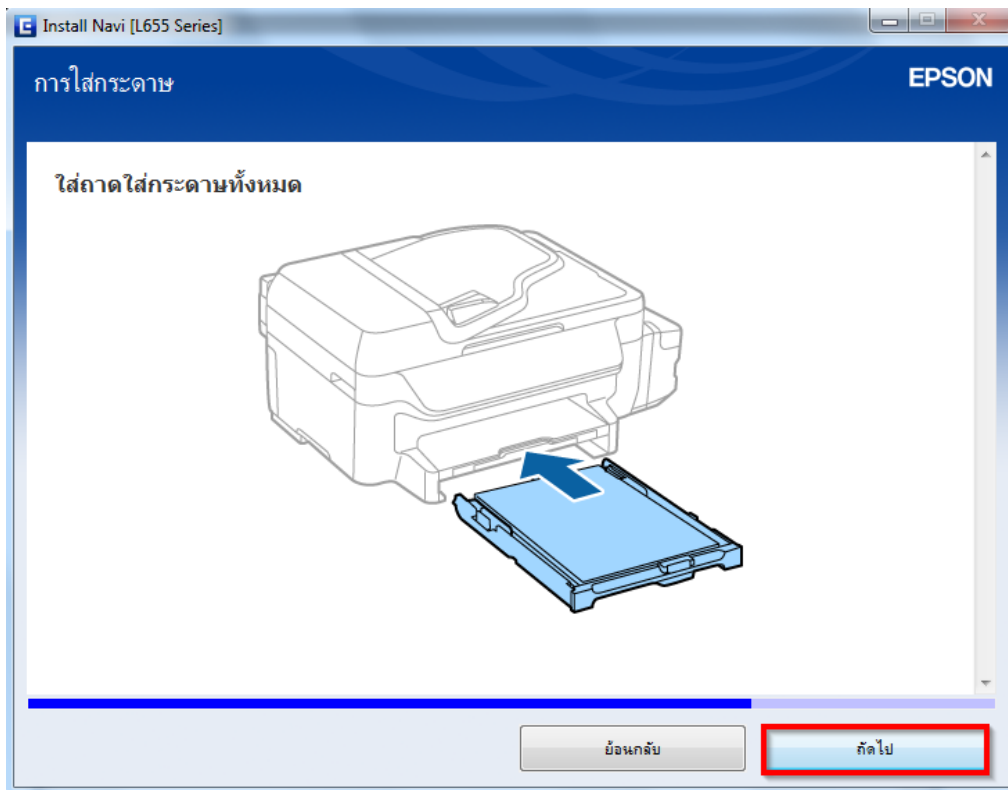 Install Navi [L655 Series]
การใส่กระดาษ
EPSON
ใส่ถาดใส่กระดาษทั้งหมด
ย้อนกลับ
ถัดไป